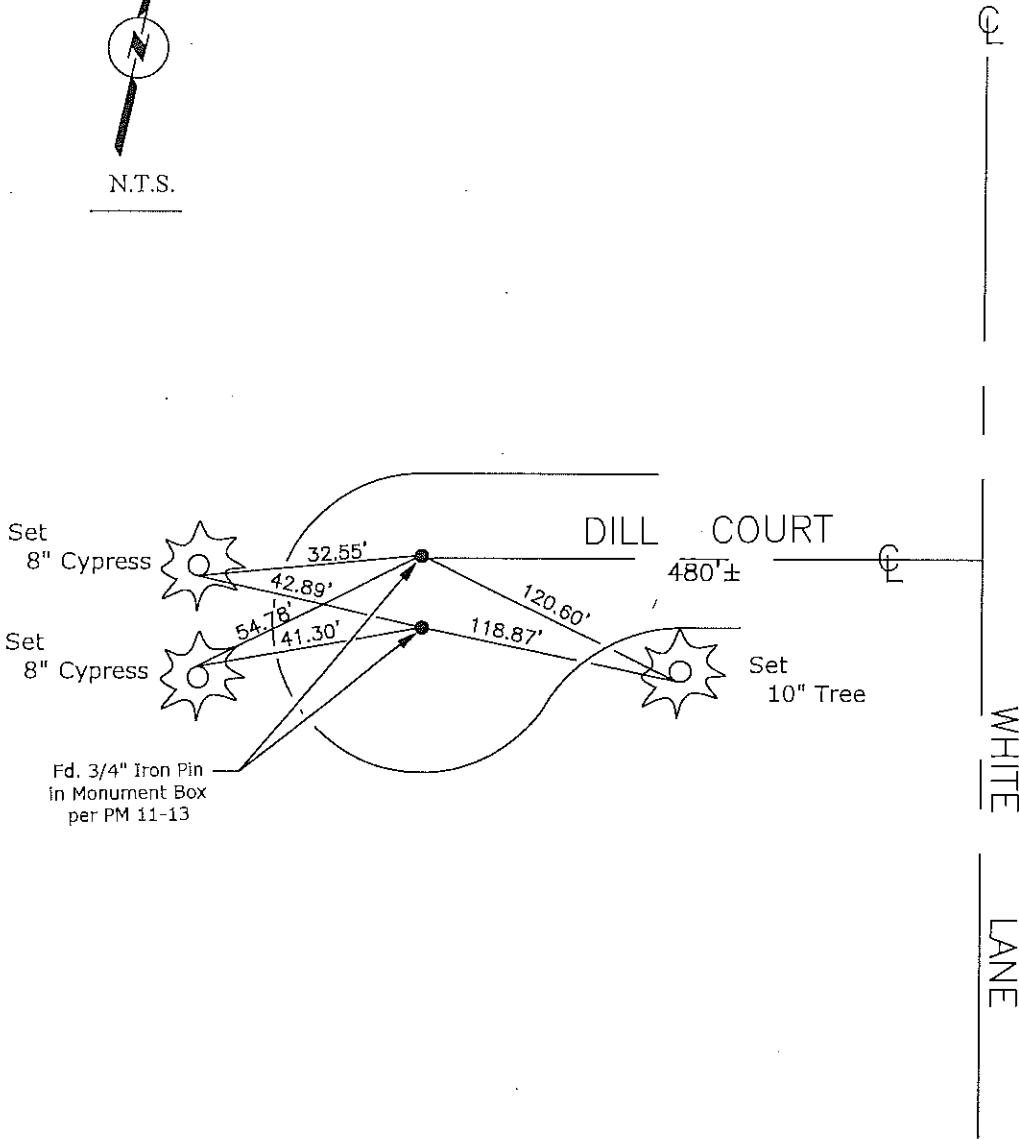 ℄
N
N.T.S.
DILL COURT
Set
8" Cypress
32.55'
480'±
℄
42.89'
120.60'
54.78'
41.30'
118.87'
Set
8" Cypress
Set
10" Tree
WHITE LANE
Fd. 3/4" Iron Pin
in Monument Box
per PM 11-13